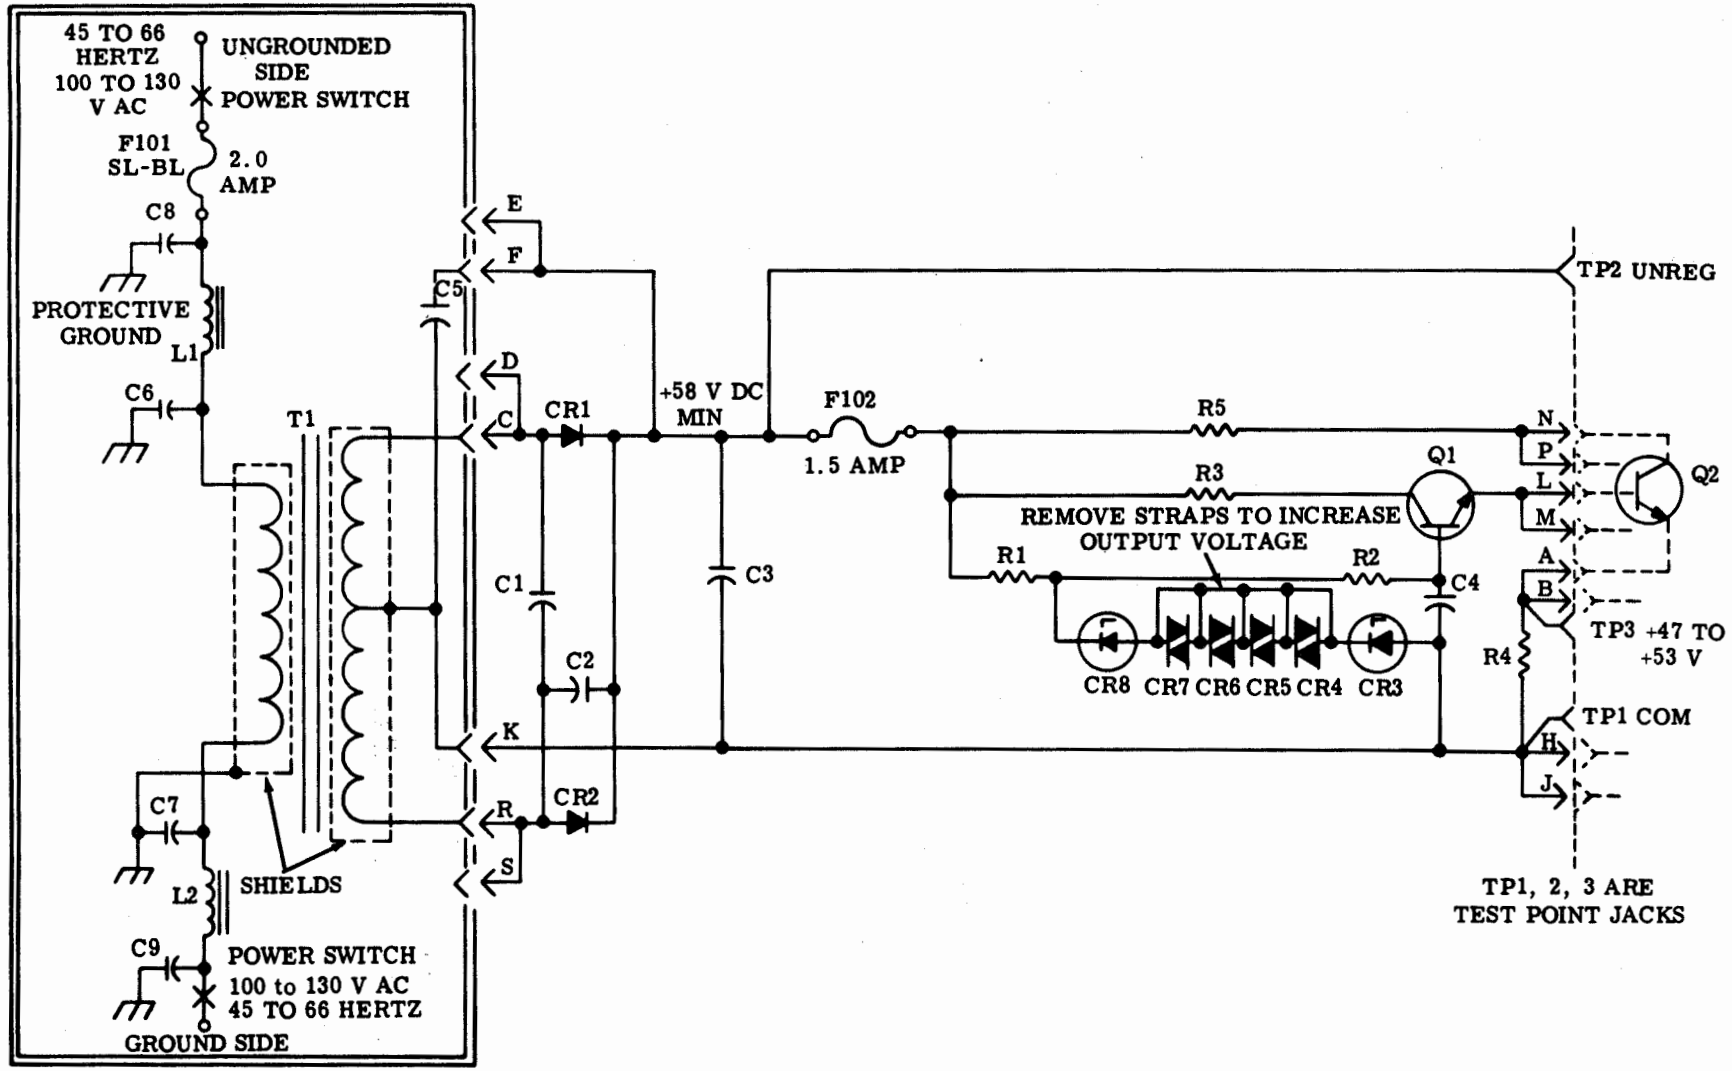 45 TO 66
HERTZ
100 TO 130
V AC
UNGROUNDED
SIDE
POWER SWITCH
F101
SL-BL
2.0
AMP
C8
PROTECTIVE
GROUND
L1
C6
T1
C7
L2
SHIELDS
C9
POWER SWITCH
100 to 130 V AC
45 TO 66 HERTZ
GROUND SIDE
E
F
C5
D
C
CR1
+58 V DC
MIN
C1
C2
C3
K
R
CR2
S
F102
1.5 AMP
R5
R3
Q1
REMOVE STRAPS TO INCREASE
OUTPUT VOLTAGE
R1
R2
C4
CR8
CR7
CR6
CR5
CR4
CR3
TP2 UNREG
N
P
L
M
Q2
A
B
TP3 +47 TO
+53 V
R4
TP1 COM
H
J
TP1, 2, 3 ARE
TEST POINT JACKS